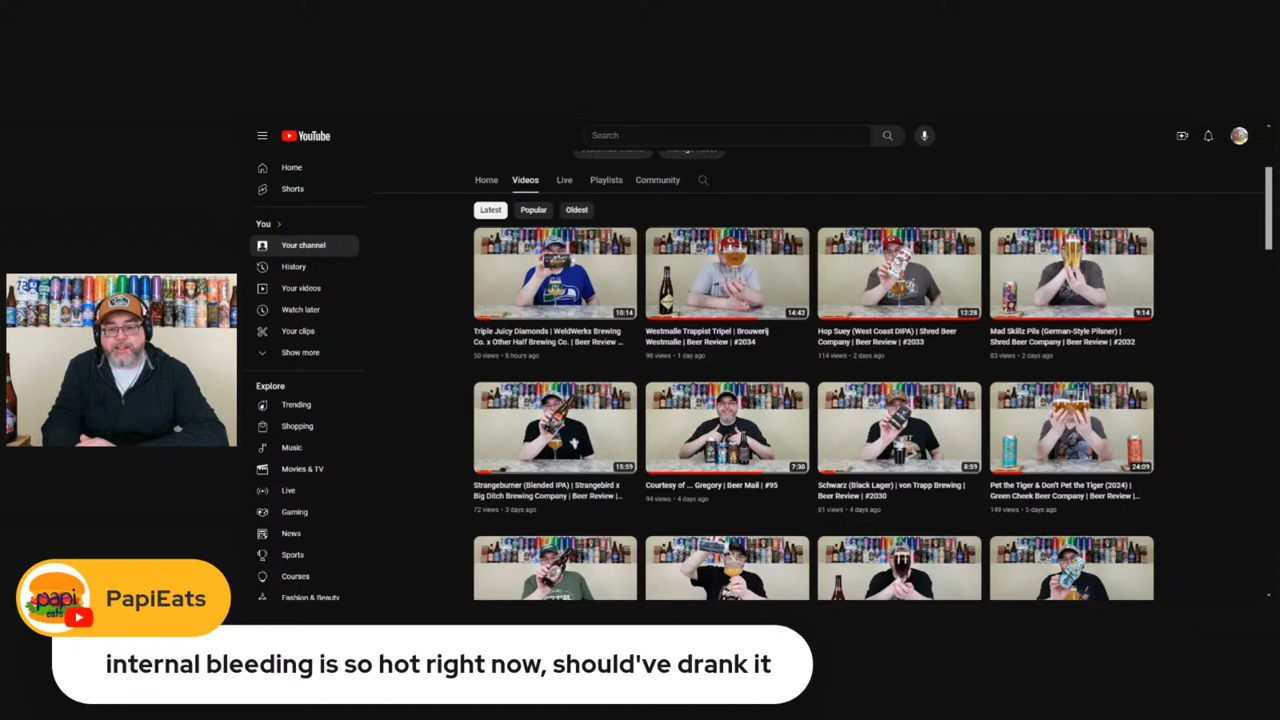 YouTube
Search
Home
Shorts
You
Your channel
History
Your videos
Watch later
Your clips
Show more
Explore
Trending
Shopping
Music
Movies & TV
Live
Gaming
News
Sports
Courses
Fashion & Beauty
Home Videos Live Playlists Community
Latest Popular Oldest
10:14
Triple Juicy Diamonds | WeldWerks Brewing
Co. x Other Half Brewing Co. | Beer Review ...
50 views • 8 hours ago
14:42
Westmalle Trappist Tripel | Brouwerij
Westmalle | Beer Review | #2034
98 views • 1 day ago
12:28
Hop Suey (West Coast DIPA) | Shred Beer
Company | Beer Review | #2033
114 views • 2 days ago
9:14
Mad Skillz Pils (German-Style Pilsner) |
Shred Beer Company | Beer Review | #2032
83 views • 2 days ago
15:59
Strangeburner (Blended IPA) | Strangebird x
Big Ditch Brewing Company | Beer Review |...
72 views • 3 days ago
7:30
Courtesy of ... Gregory | Beer Mail | #95
94 views • 4 days ago
8:59
Schwarz (Black Lager) | von Trapp Brewing |
Beer Review | #2030
81 views • 4 days ago
24:09
Pet the Tiger & Don't Pet the Tiger (2024) |
Green Cheek Beer Company | Beer Review |...
149 views • 5 days ago
papi
eats
PapiEats
internal bleeding is so hot right now, should've drank it